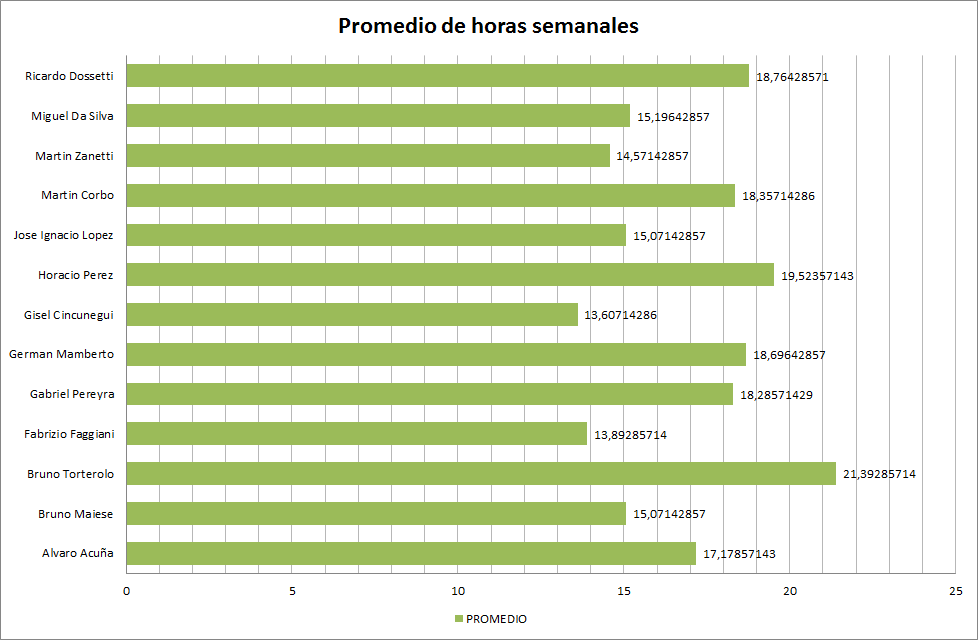 Promedio de horas semanales
Ricardo Dossetti 18,76428571
Miguel Da Silva 15,19642857
Martin Zanetti 14,57142857
Martin Corbo 18,35714286
Jose Ignacio Lopez 15,07142857
Horacio Perez 19,52357143
Gisel Cincunegui 13,60714286
German Mamberto 18,69642857
Gabriel Pereyra 18,28571429
Fabrizio Faggiani 13,89285714
Bruno Torterolo 21,39285714
Bruno Maiese 15,07142857
Alvaro Acuña 17,17857143
0 5 10 15 20 25
PROMEDIO